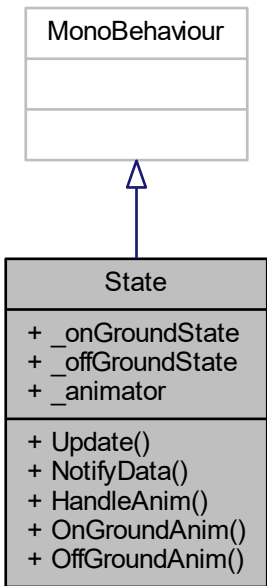 MonoBehaviour
State
+ _onGroundState
+ _offGroundState
+ _animator
+ Update()
+ NotifyData()
+ HandleAnim()
+ OnGroundAnim()
+ OffGroundAnim()